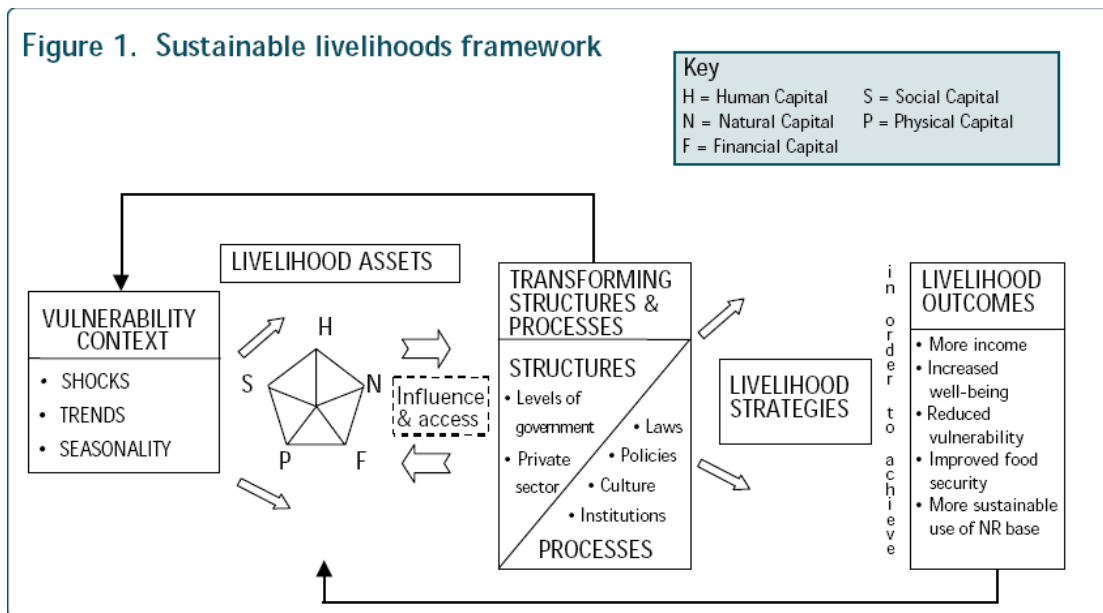 Figure 1. Sustainable livelihoods framework
Key
H = Human Capital
S = Social Capital
N = Natural Capital
P = Physical Capital
F = Financial Capital
LIVELIHOOD ASSETS
VULNERABILITY
CONTEXT
• SHOCKS
• TRENDS
• SEASONALITY
H
S
N
P
F
Influence
& access
TRANSFORMING
STRUCTURES &
PROCESSES
STRUCTURES
• Levels of
government
• Private
sector
• Laws
• Policies
• Culture
• Institutions
PROCESSES
LIVELIHOOD
STRATEGIES
in order to achieve
LIVELIHOOD
OUTCOMES
• More income
• Increased
well-being
• Reduced
vulnerability
• Improved food
security
• More sustainable
use of NR base